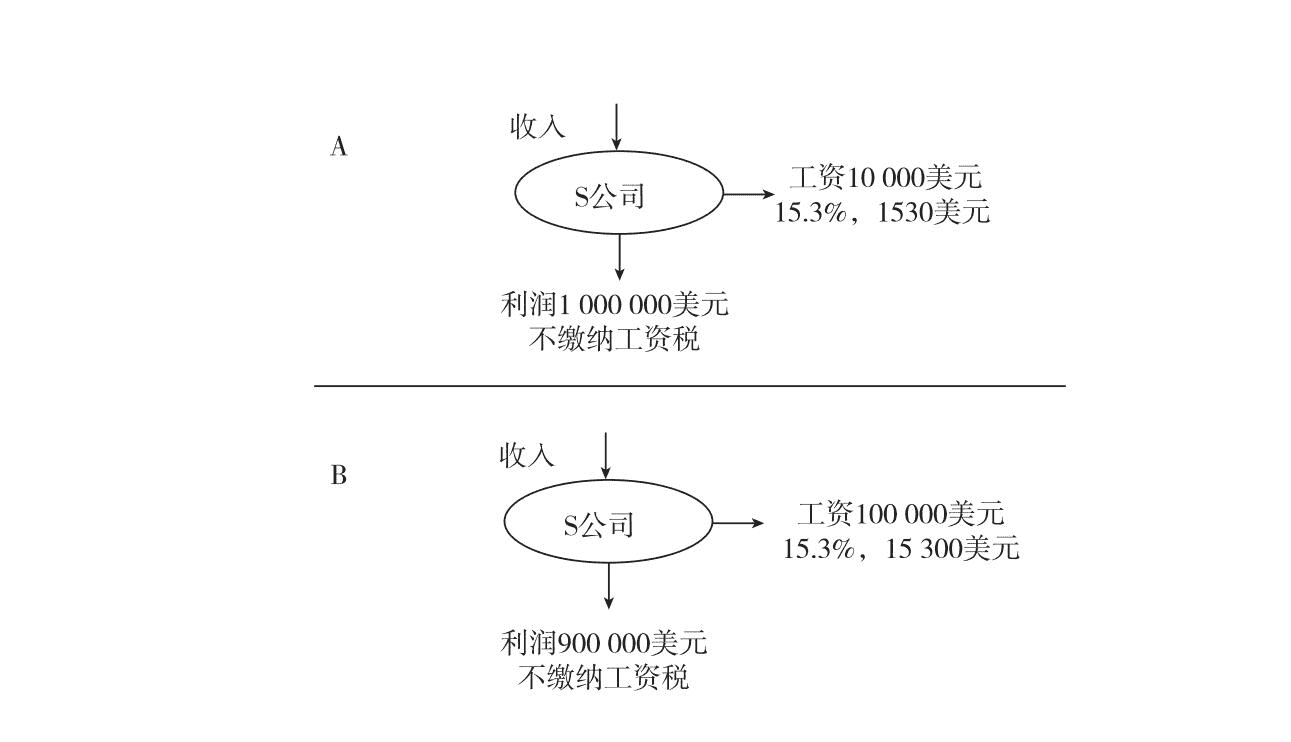 A
收入
S公司
工资10 000美元
15.3%，1530美元
利润1 000 000美元
不缴纳工资税
B
收入
S公司
工资100 000美元
15.3%，15 300美元
利润900 000美元
不缴纳工资税